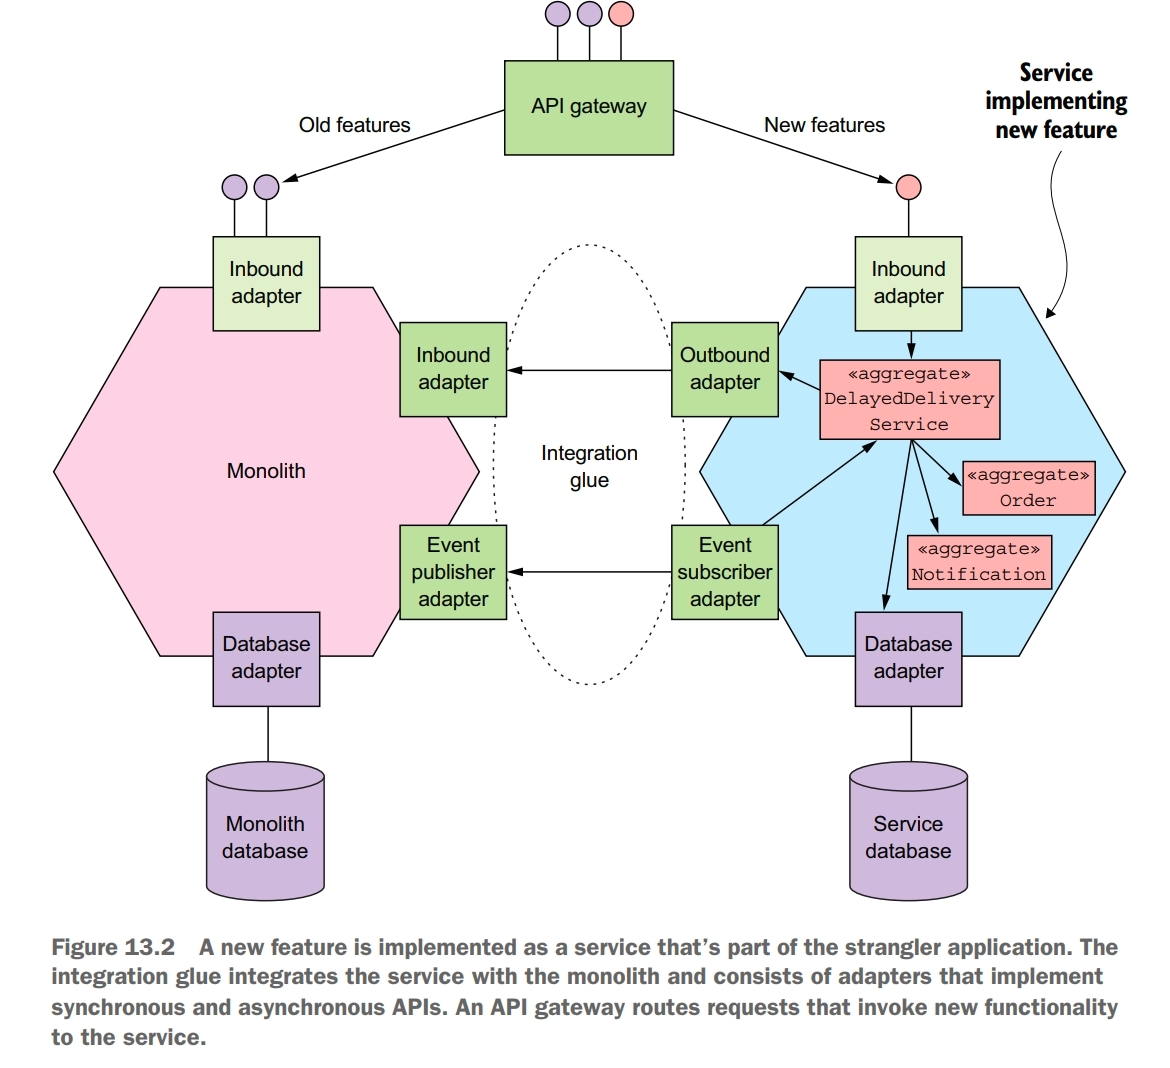 API gateway
Old features
New features
Service
implementing
new feature
Inbound
adapter
Inbound
adapter
Inbound
adapter
Outbound
adapter
«aggregate»
DelayedDelivery
Service
Monolith
Integration
glue
«aggregate»
Order
Event
publisher
adapter
Event
subscriber
adapter
«aggregate»
Notification
Database
adapter
Database
adapter
Monolith
database
Service
database
Figure 13.2 A new feature is implemented as a service that’s part of the strangler application. The
integration glue integrates the service with the monolith and consists of adapters that implement
synchronous and asynchronous APIs. An API gateway routes requests that invoke new functionality
to the service.